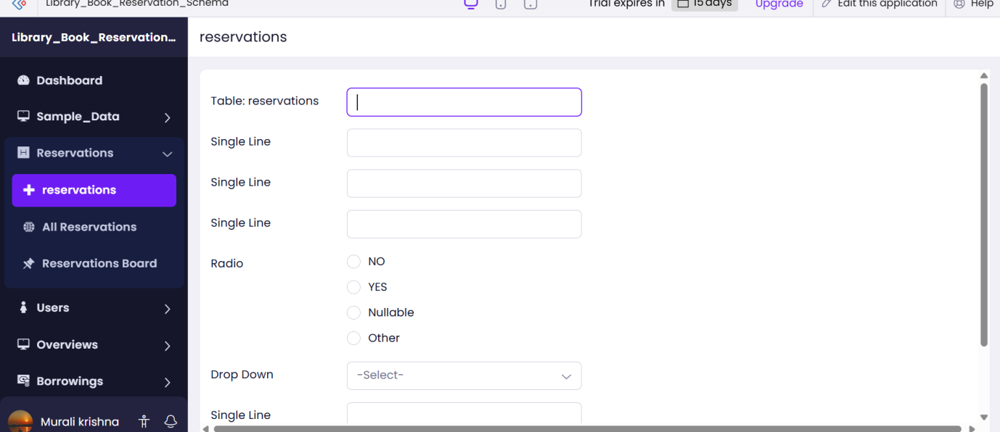 Library_Book_Reservation_Schema
Trial expires in 15 days Upgrade Edit this application Help
Library_Book_Reservation...
reservations
Dashboard
Sample_Data
Reservations
reservations
All Reservations
Reservations Board
Users
Overviews
Borrowings
Murali krishna
Table: reservations
Single Line
Single Line
Single Line
Radio
NO
YES
Nullable
Other
Drop Down
-Select-
Single Line